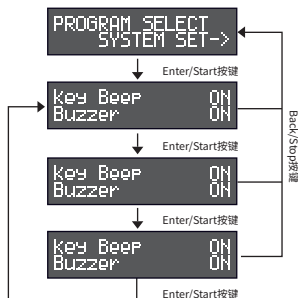 PROGRAM SELECT
SYSTEM SET->
Enter/Start按键
Key Beep ON
Buzzer ON
Enter/Start按键
Key Beep ON
Buzzer ON
Enter/Start按键
Key Beep ON
Buzzer ON
Enter/Start按键
Back/Stop按键